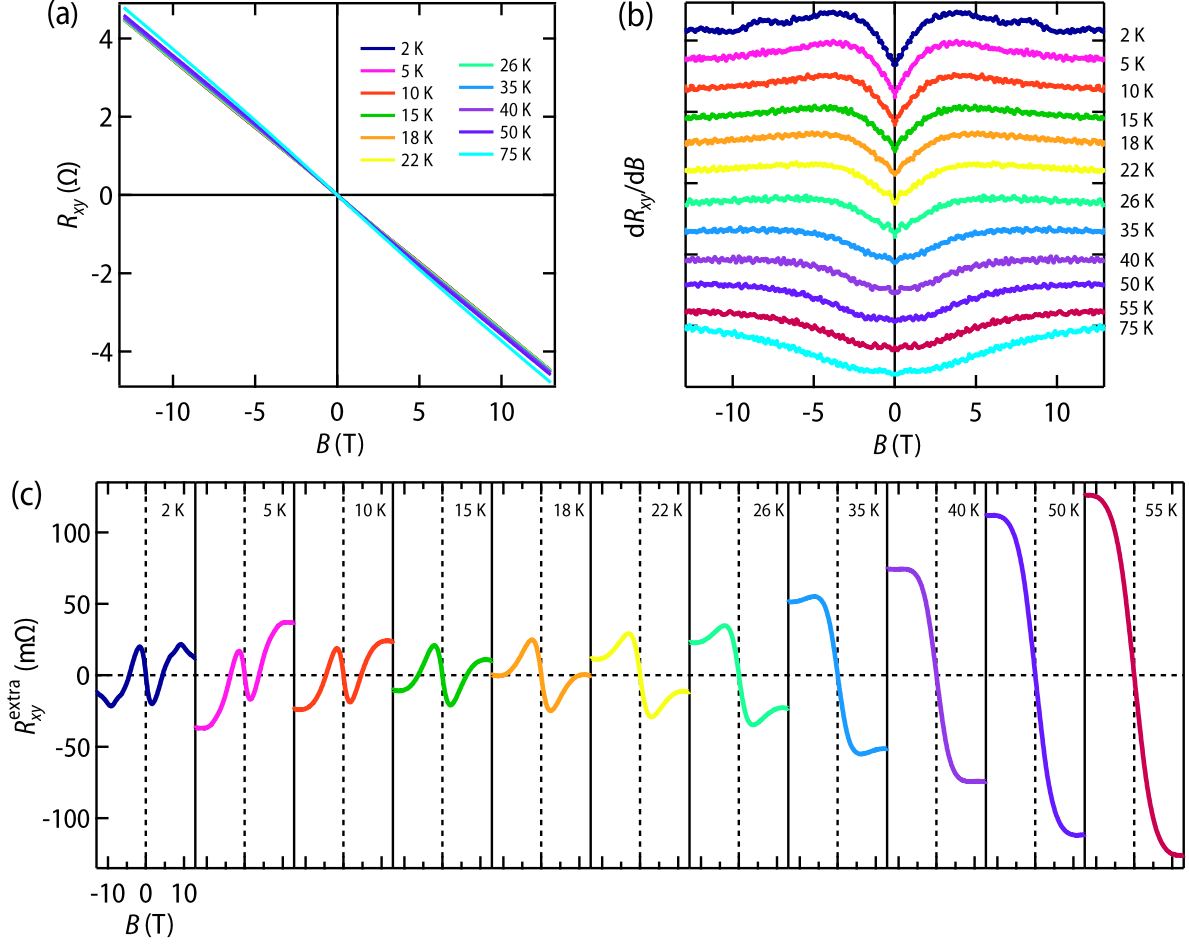 (a)
4
2
0
-2
-4
R_xy (Ω)
2 K
5 K
10 K
15 K
18 K
22 K
26 K
35 K
40 K
50 K
75 K
-10 -5 0 5 10
B (T)
(b)
dR_xy/dB
2 K
5 K
10 K
15 K
18 K
22 K
26 K
35 K
40 K
50 K
55 K
75 K
-10 -5 0 5 10
B (T)
(c)
100
50
0
-50
-100
R_xy^extra (mΩ)
2 K 5 K 10 K 15 K 18 K 22 K 26 K 35 K 40 K 50 K 55 K
-10 0 10
B (T)